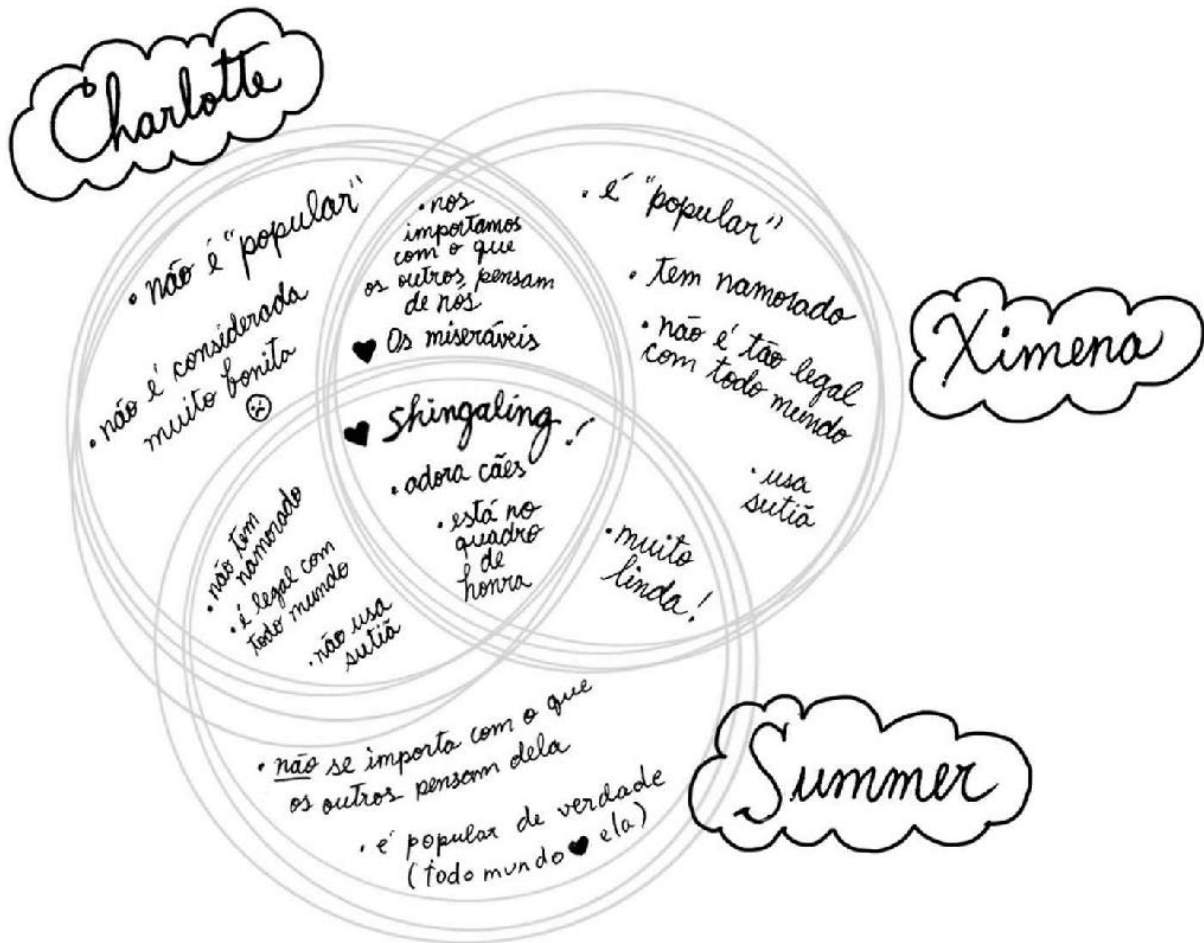 Charlotte
• não é "popular"
• não é considerada
muito bonita
• nos
importamos
com o que
os outros pensam
de nós
♥ Os miseráveis
• é "popular"
• tem namorado
• não é tão legal
com todo mundo
• usa
sutiã
Ximena
♥ Shingaling!
• adora cães
• está no
quadro
de
honra
• não tem
namorado
• é legal com
todo mundo
• não usa
sutiã
• muito
linda!
• não se importa com o que
os outros pensam dela
• é popular de verdade
(todo mundo ♥ ela)
Summer